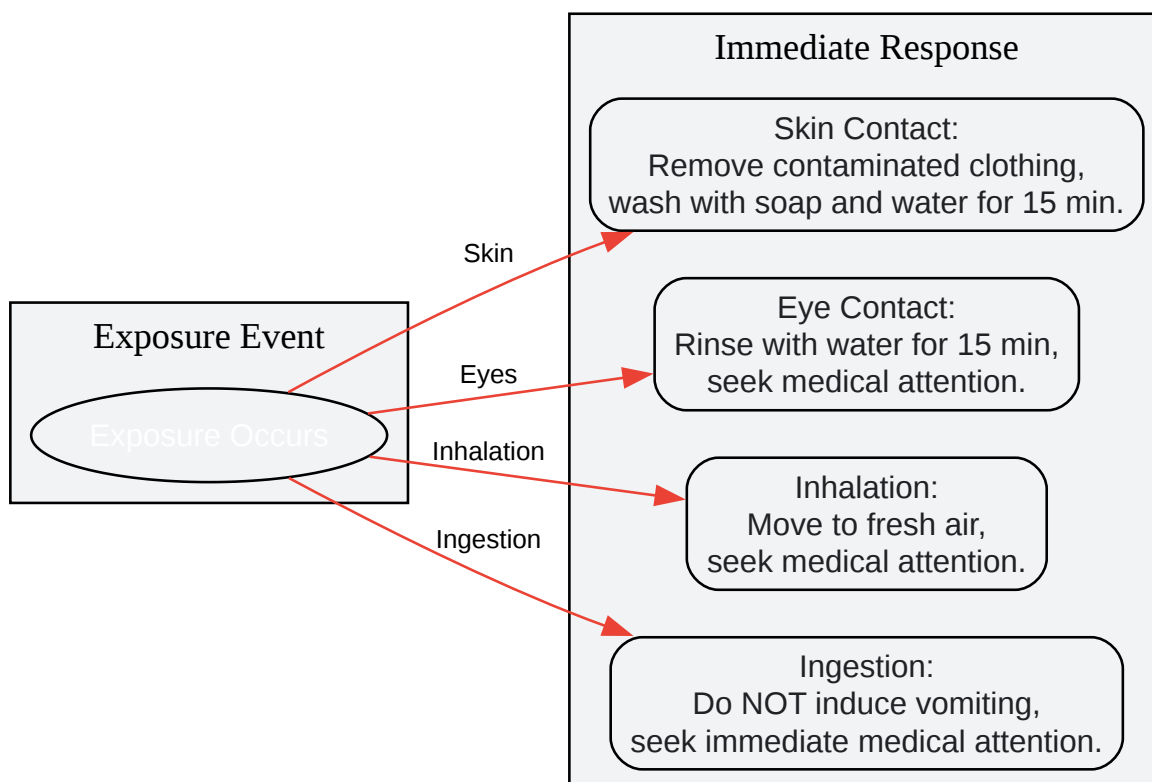 Exposure Event
Exposure Occurs
Skin
Eyes
Inhalation
Ingestion
Immediate Response
Skin Contact:
Remove contaminated clothing,
wash with soap and water for 15 min.
Eye Contact:
Rinse with water for 15 min,
seek medical attention.
Inhalation:
Move to fresh air,
seek medical attention.
Ingestion:
Do NOT induce vomiting,
seek immediate medical attention.